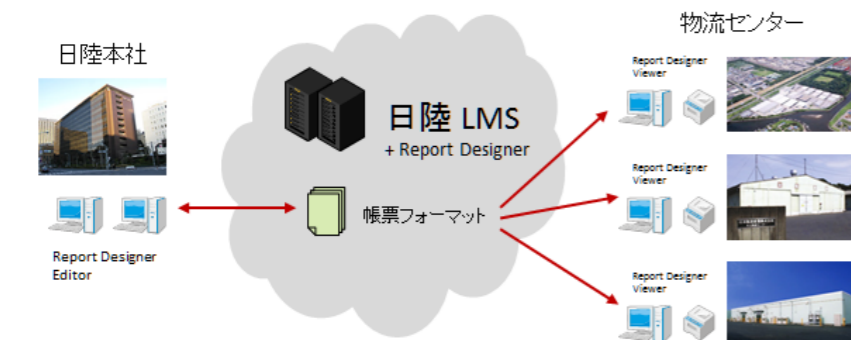 日陸本社
Report Designer
Editor
日陸 LMS
+ Report Designer
帳票フォーマット
物流センター
Report Designer
Viewer
Report Designer
Viewer
Report Designer
Viewer